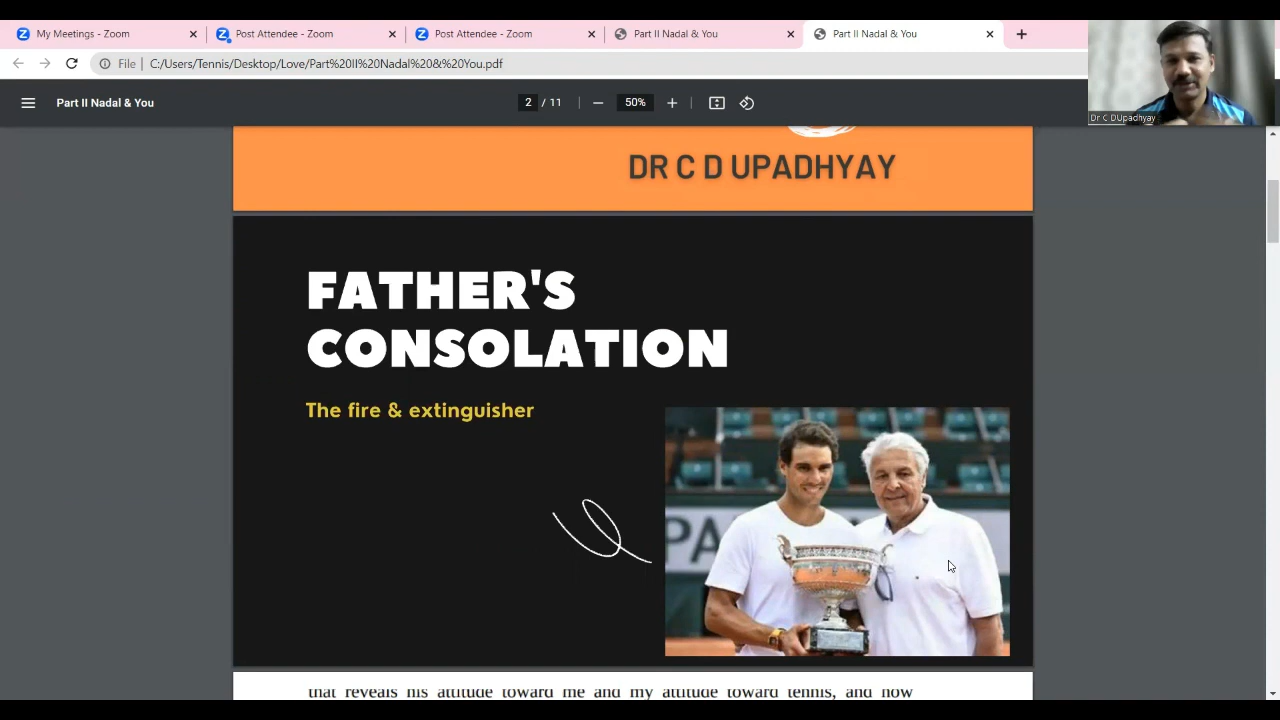 My Meetings - Zoom
Post Attendee - Zoom
Post Attendee - Zoom
Part II Nadal & You
Part II Nadal & You
File
C:/Users/Tennis/Desktop/Love/Part%20II%20Nadal%20&%20You.pdf
Part II Nadal & You
2 / 11
50%
Dr C DUpadhyay
DR C D UPADHYAY
FATHER'S
CONSOLATION
The fire & extinguisher
PA
that reveals his attitude toward me and my attitude toward tennis, and how